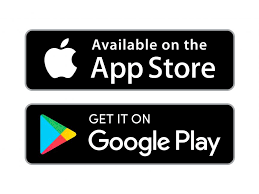 Available on the
App Store
GET IT ON
Google Play